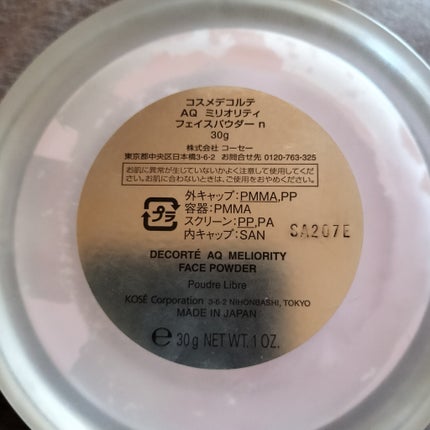 コスメデコルテ
AQ ミリオリティ
フェイスパウダー n
30g
株式会社 コーセー
東京都中央区日本橋3-6-2 お問合せ先 0120-763-325
お肌に異常が生じていないかよく注意して使用してください。
お肌に合わないときは、ご使用をおやめください。
プラ
外キャップ:PMMA,PP
容器:PMMA
スクリーン:PP,PA
内キャップ:SAN
SA207E
DECORTÉ AQ MELIORITY
FACE POWDER
Poudre Libre
KOSÉ Corporation 3-6-2 NIHONBASHI, TOKYO
MADE IN JAPAN
℮ 30g NET WT. 1 OZ.